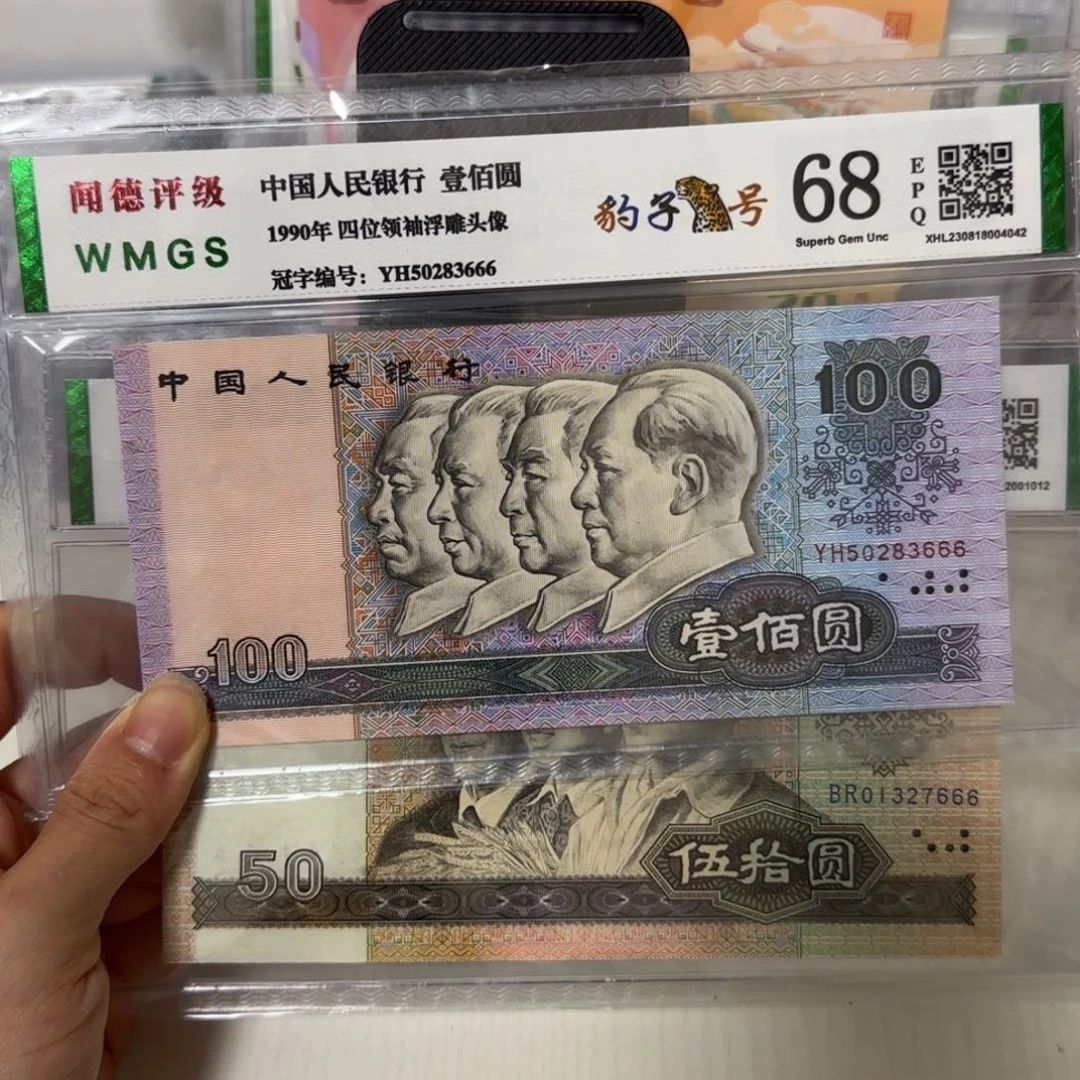 闻德评级
WMGS
中国人民银行 壹佰圆
1990年 四位领袖浮雕头像
冠字编号：YH50283666
豹子号
68
EPQ
Superb Gem Unc
XHL230818004042
2001012
中国人民银行
100
YH50283666
壹佰圆
100
BR01327666
50
伍拾圆